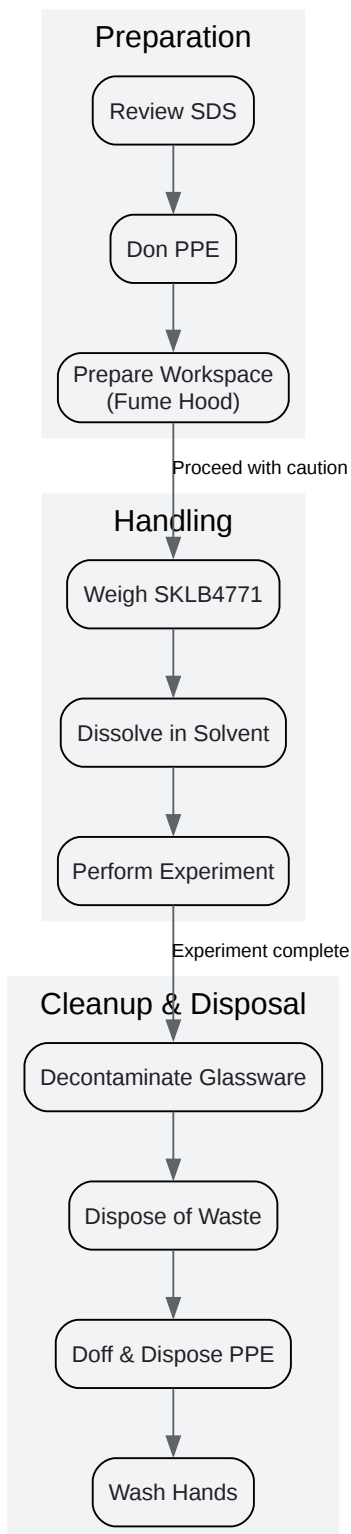 Preparation
Review SDS
Don PPE
Prepare Workspace
(Fume Hood)
Proceed with caution
Handling
Weigh SKLB4771
Dissolve in Solvent
Perform Experiment
Experiment complete
Cleanup & Disposal
Decontaminate Glassware
Dispose of Waste
Doff & Dispose PPE
Wash Hands